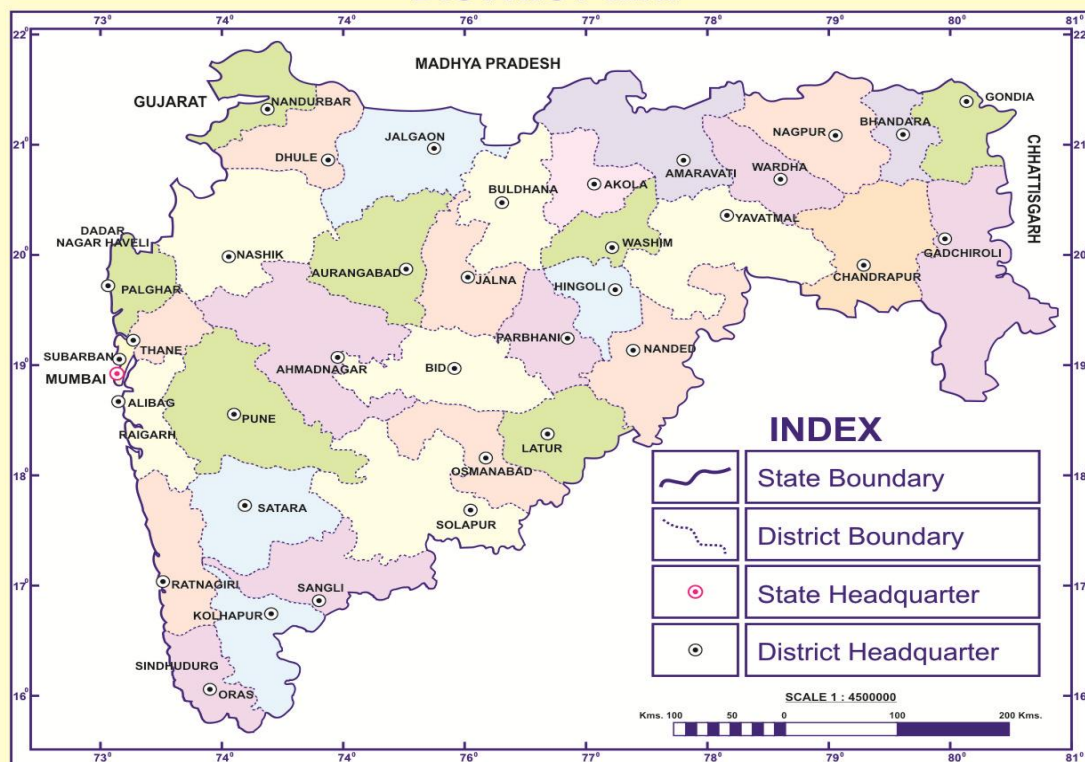 73°
74°
74°
76°
77°
78°
79°
80°
81°
22°
22
MADHYA PRADESH
GUJARAT
NANDURBAR
GONDIA
JALGAON
NAGPUR
BHANDARA
21°
21°
DHULE
AMARAVATI
WARDHA
CHHATTISGARH
BULDHANA
AKOLA
YAVATMAL
DADAR
NAGAR HAVELI
WASHIM
GADCHIROLI
20°
20°
NASHIK
AURANGABAD
JALNA
HINGOLI
CHANDRAPUR
PALGHAR
SUBARBAN
THANE
PARBHANI
NANDED
19°
19°
MUMBAI
AHMADNAGAR
BID
ALIBAG
PUNE
RAIGARH
LATUR
OSMANABAD
18°
18°
SATARA
SOLAPUR
17°
17°
RATNAGIRI
SANGLI
KOLHAPUR
SINDHUDURG
ORAS
16°
16°
INDEX
State Boundary
District Boundary
State Headquarter
District Headquarter
SCALE 1 : 4500000
Kms. 100 50 0 100 200 Kms.
73°
74°
74°
76°
77°
78°
79°
80°
81°